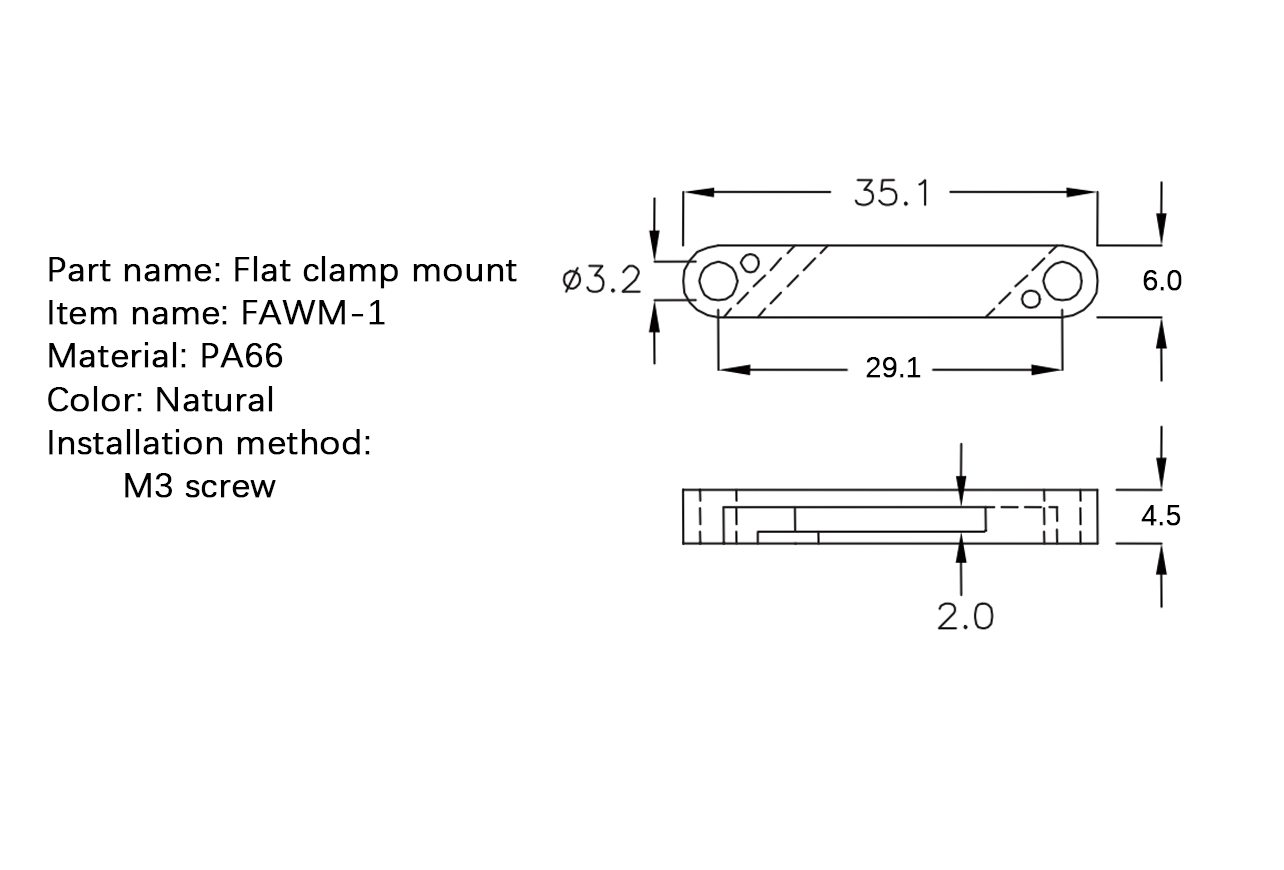 Part name: Flat clamp mount
Item name: FAWM-1
Material: PA66
Color: Natural
Installation method:
M3 screw
35.1
ø3.2
6.0
29.1
4.5
2.0